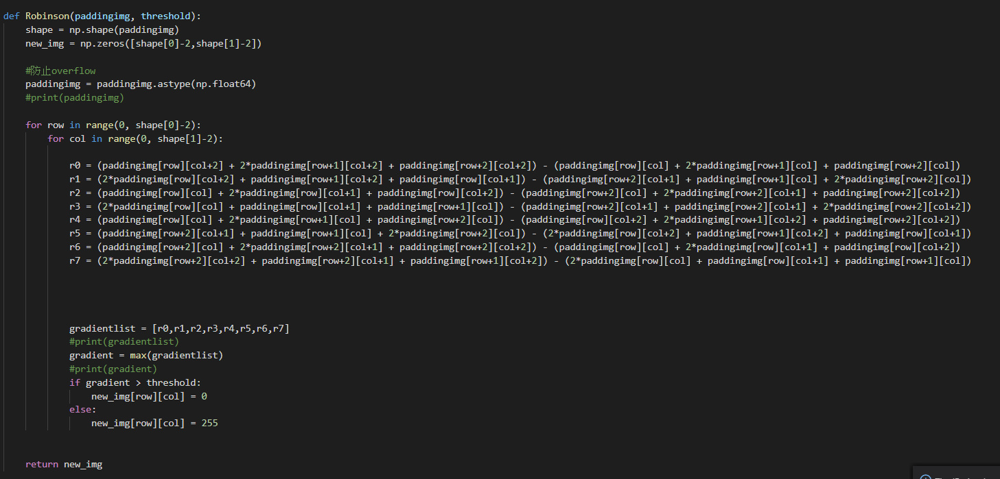 def Robinson(paddingimg, threshold):
    shape = np.shape(paddingimg)
    new_img = np.zeros([shape[0]-2,shape[1]-2])
    #防止overflow
    paddingimg = paddingimg.astype(np.float64)
    #print(paddingimg)
    for row in range(0, shape[0]-2):
        for col in range(0, shape[1]-2):
            r0 = (paddingimg[row][col+2] + 2*paddingimg[row+1][col+2] + paddingimg[row+2][col+2]) - (paddingimg[row][col] + 2*paddingimg[row+1][col] + paddingimg[row+2][col])
            r1 = (2*paddingimg[row][col+2] + paddingimg[row+1][col+2] + paddingimg[row][col+1]) - (paddingimg[row+2][col+1] + paddingimg[row+1][col] + 2*paddingimg[row+2][col])
            r2 = (paddingimg[row][col] + 2*paddingimg[row][col+1] + paddingimg[row][col+2]) - (paddingimg[row+2][col] + 2*paddingimg[row+2][col+1] + paddingimg[row+2][col+2])
            r3 = (2*paddingimg[row][col] + paddingimg[row][col+1] + paddingimg[row+1][col]) - (paddingimg[row+2][col+1] + paddingimg[row+2][col+1] + 2*paddingimg[row+2][col+2])
            r4 = (paddingimg[row][col] + 2*paddingimg[row+1][col] + paddingimg[row+2][col]) - (paddingimg[row][col+2] + 2*paddingimg[row+1][col+2] + paddingimg[row+2][col+2])
            r5 = (paddingimg[row+2][col+1] + paddingimg[row+1][col] + 2*paddingimg[row+2][col]) - (2*paddingimg[row][col+2] + paddingimg[row+1][col+2] + paddingimg[row][col+1])
            r6 = (paddingimg[row+2][col] + 2*paddingimg[row+2][col+1] + paddingimg[row+2][col+2]) - (paddingimg[row][col] + 2*paddingimg[row][col+1] + paddingimg[row][col+2])
            r7 = (2*paddingimg[row+2][col+2] + paddingimg[row+2][col+1] + paddingimg[row+1][col+2]) - (2*paddingimg[row][col] + paddingimg[row][col+1] + paddingimg[row+1][col])
            gradientlist = [r0,r1,r2,r3,r4,r5,r6,r7]
            #print(gradientlist)
            gradient = max(gradientlist)
            #print(gradient)
            if gradient > threshold:
                new_img[row][col] = 0
            else:
                new_img[row][col] = 255
    return new_img